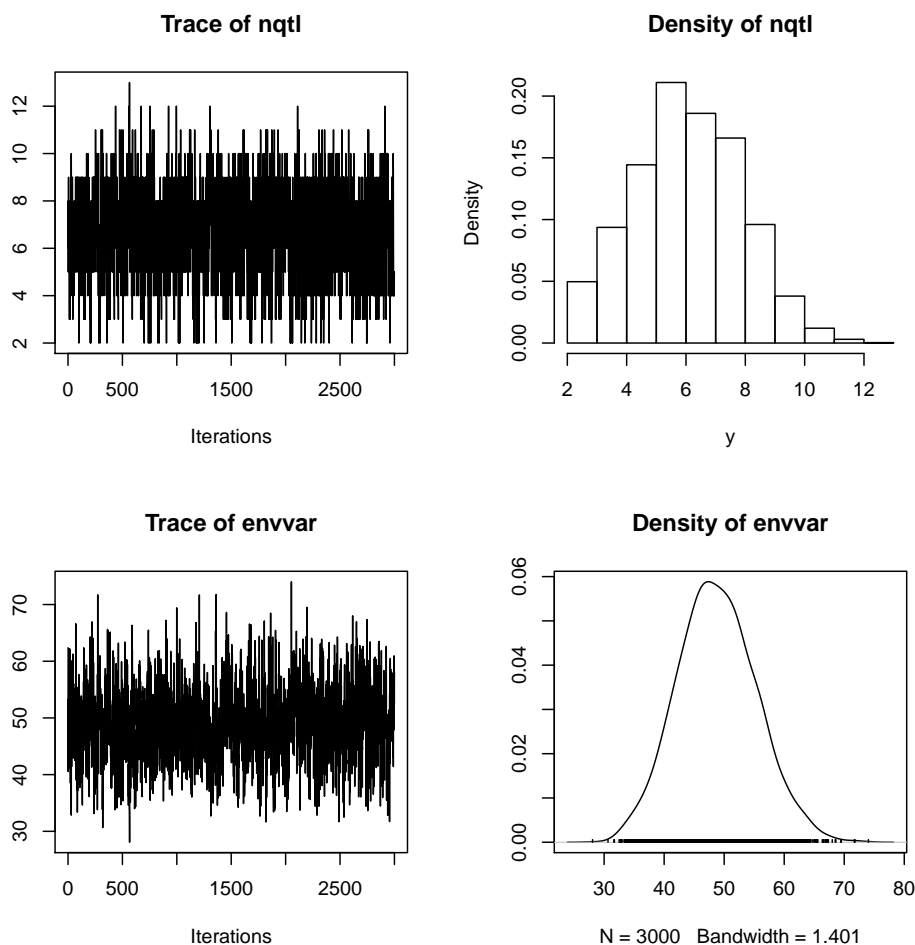 Trace of nqtl
12
10
8
6
4
2
0 500 1500 2500
Iterations
Density of nqtl
Density
0.20
0.15
0.10
0.05
0.00
2 4 6 8 10 12
y
Trace of envvar
70
60
50
40
30
0 500 1500 2500
Iterations
Density of envvar
0.06
0.04
0.02
0.00
30 40 50 60 70 80
N = 3000 Bandwidth = 1.401